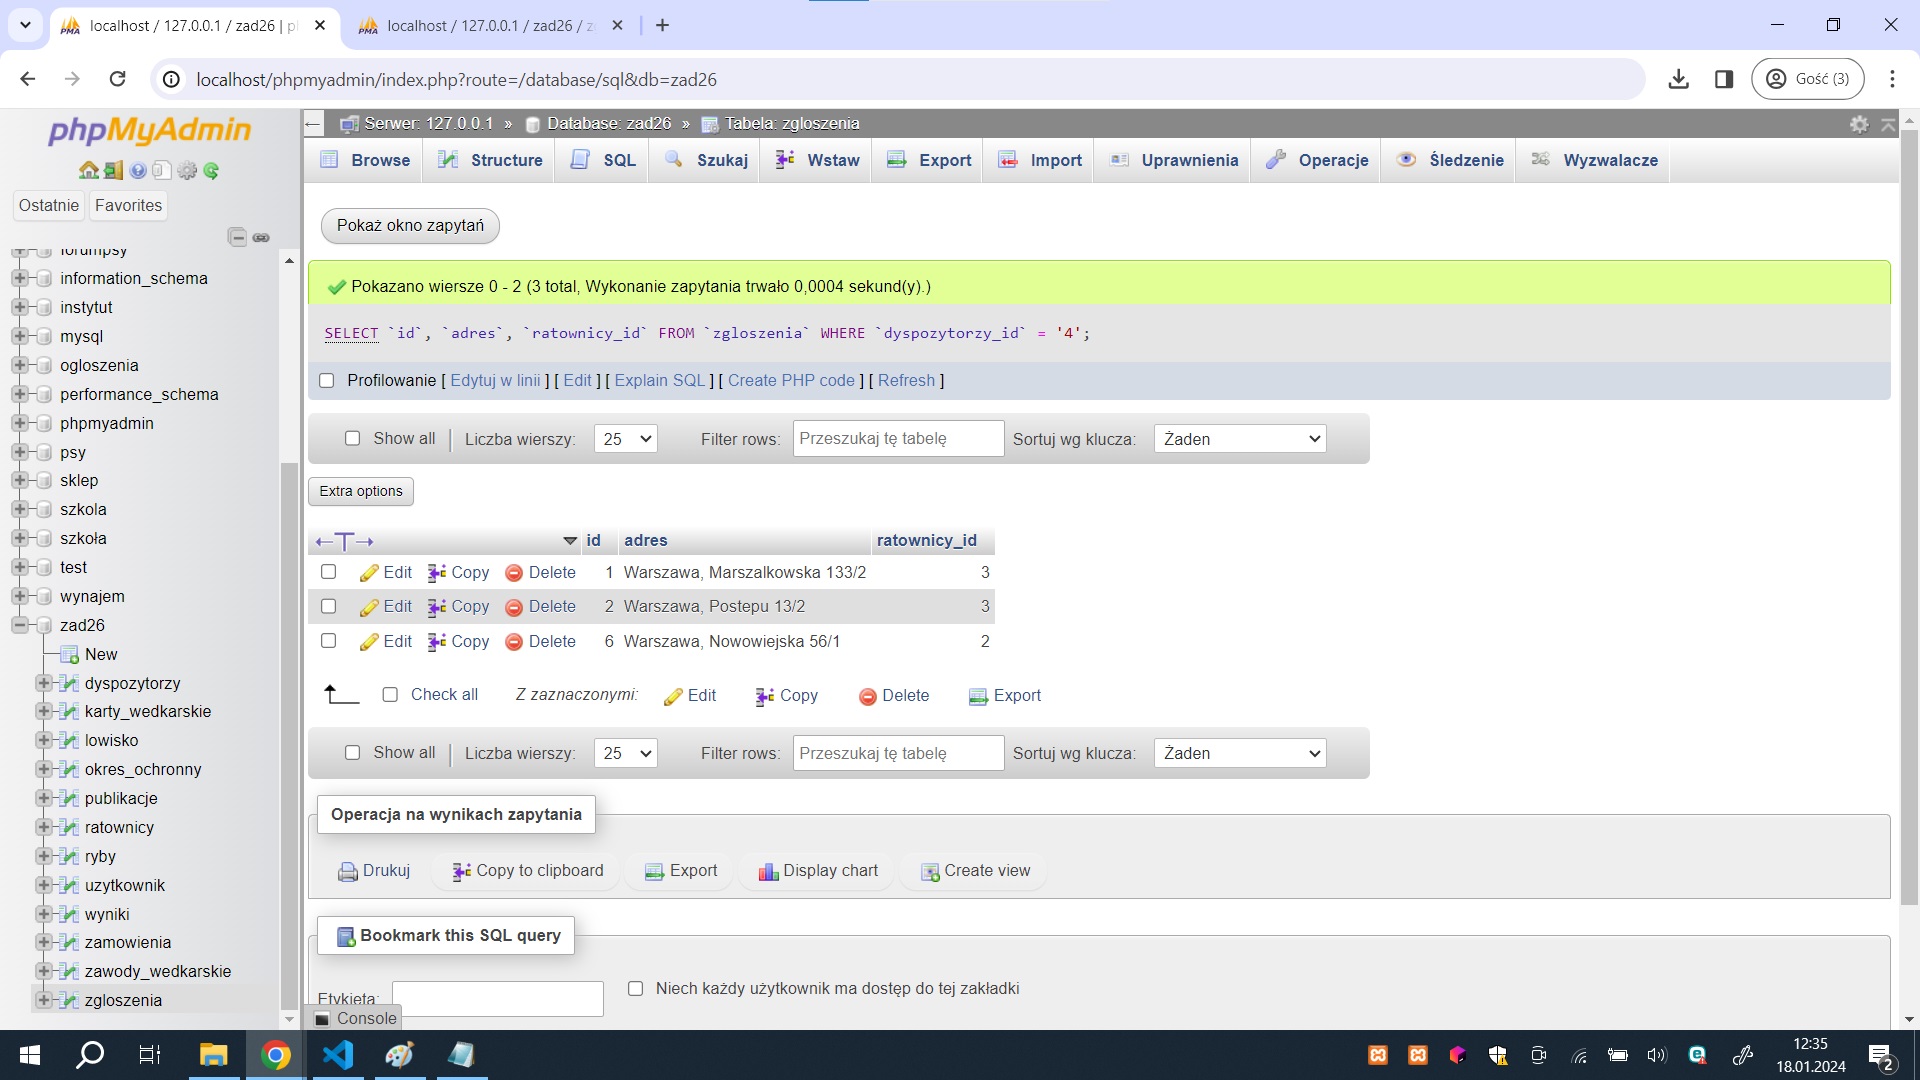 localhost / 127.0.0.1 / zad26 | p
localhost / 127.0.0.1 / zad26 / z
localhost/phpmyadmin/index.php?route=/database/sql&db=zad26
Gość (3)
phpMyAdmin
Ostatnie Favorites
forumpsy
information_schema
instytut
mysql
ogloszenia
performance_schema
phpmyadmin
psy
sklep
szkola
szkoła
test
wynajem
zad26
New
dyspozytorzy
karty_wedkarskie
lowisko
okres_ochronny
publikacje
ratownicy
ryby
uzytkownik
wyniki
zamowienia
zawody_wedkarskie
zgloszenia
Serwer: 127.0.0.1 » Database: zad26 » Tabela: zgloszenia
Browse Structure SQL Szukaj Wstaw Export Import Uprawnienia Operacje Śledzenie Wyzwalacze
Pokaż okno zapytań
Pokazano wiersze 0 - 2 (3 total, Wykonanie zapytania trwało 0,0004 sekund(y).)
SELECT `id`, `adres`, `ratownicy_id` FROM `zgloszenia` WHERE `dyspozytorzy_id` = '4';
Profilowanie [ Edytuj w linii ] [ Edit ] [ Explain SQL ] [ Create PHP code ] [ Refresh ]
Show all | Liczba wierszy: 25 Filter rows: Przeszukaj tę tabelę Sortuj wg klucza: Żaden
Extra options
←T→ id adres ratownicy_id
Edit Copy Delete 1 Warszawa, Marszalkowska 133/2 3
Edit Copy Delete 2 Warszawa, Postepu 13/2 3
Edit Copy Delete 6 Warszawa, Nowowiejska 56/1 2
Check all Z zaznaczonymi: Edit Copy Delete Export
Show all | Liczba wierszy: 25 Filter rows: Przeszukaj tę tabelę Sortuj wg klucza: Żaden
Operacja na wynikach zapytania
Drukuj Copy to clipboard Export Display chart Create view
Bookmark this SQL query
Etykieta: Niech każdy użytkownik ma dostęp do tej zakładki
Console
12:35
18.01.2024
2